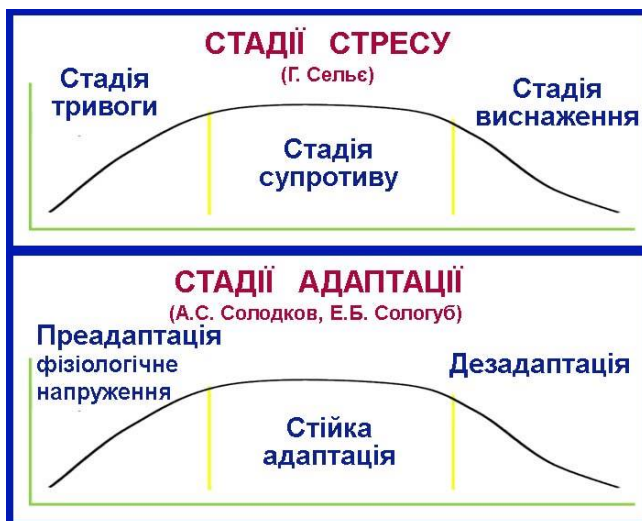 СТАДІЇ СТРЕСУ
(Г. Сельє)
Стадія
тривоги
Стадія
супротиву
Стадія
виснаження
СТАДІЇ АДАПТАЦІЇ
(А.С. Солодков, Е.Б. Сологуб)
Преадаптація
фізіологічне
напруження
Стійка
адаптація
Дезадаптація